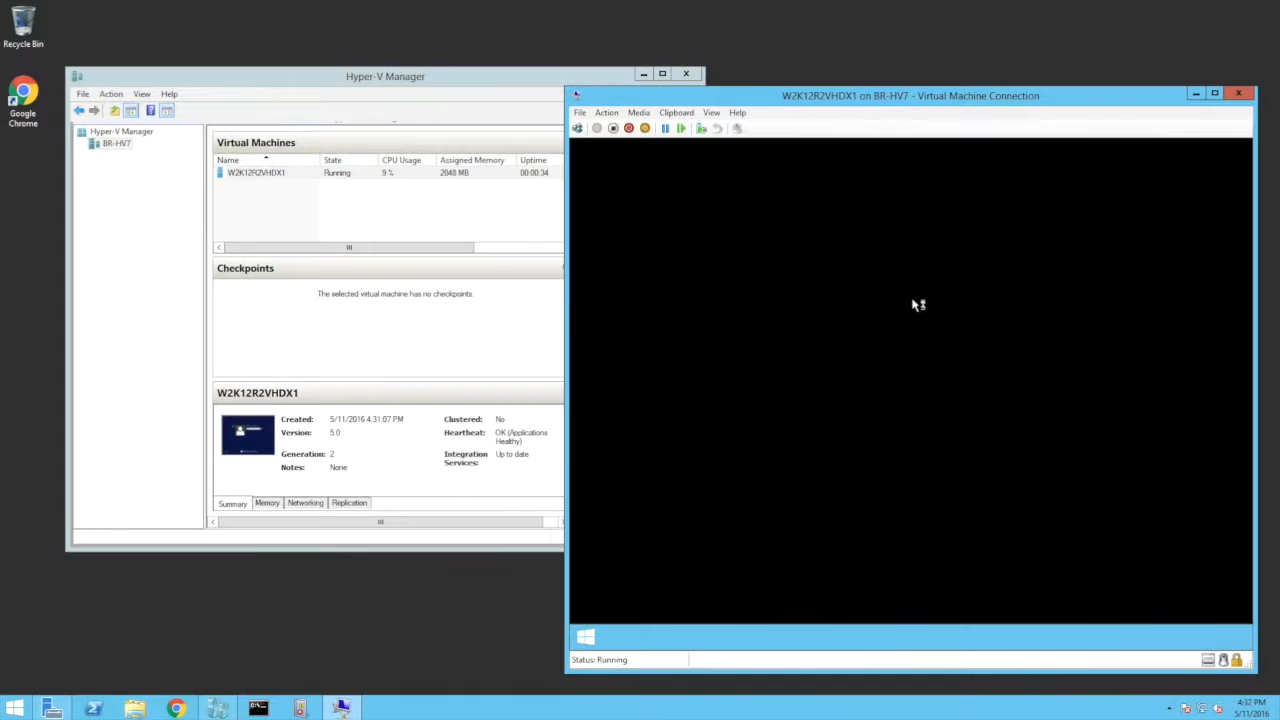 Recycle Bin
Google
Chrome
Hyper-V Manager
File Action View Help
Hyper-V Manager
BR-HV7
Virtual Machines
Name State CPU Usage Assigned Memory Uptime
W2K12R2VHDX1 Running 9 % 2048 MB 00:00:34
Checkpoints
The selected virtual machine has no checkpoints.
W2K12R2VHDX1
Created: 5/11/2016 4:31:07 PM Clustered: No
Version: 5.0 Heartbeat: OK (Applications
Healthy)
Generation: 2 Integration Up to date
Services:
Notes: None
Summary Memory Networking Replication
W2K12R2VHDX1 on BR-HV7 - Virtual Machine Connection
File Action Media Clipboard View Help
Status: Running
4:32 PM
5/11/2016